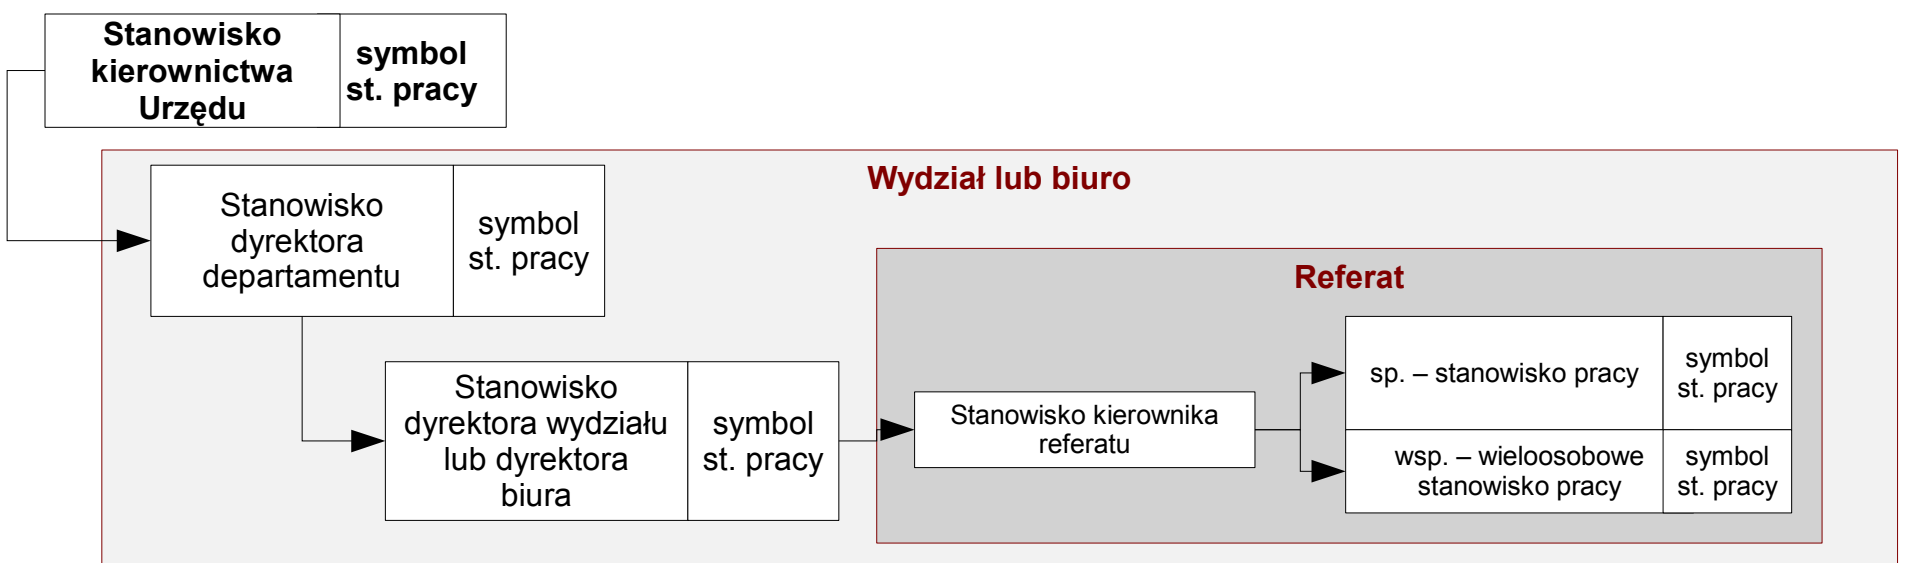 Stanowisko
kierownictwa
Urzędu
symbol
st. pracy
Wydział lub biuro
Stanowisko
dyrektora
departamentu
symbol
st. pracy
Referat
Stanowisko
dyrektora wydziału
lub dyrektora
biura
symbol
st. pracy
Stanowisko kierownika
referatu
sp. – stanowisko pracy
symbol
st. pracy
wsp. – wieloosobowe
stanowisko pracy
symbol
st. pracy